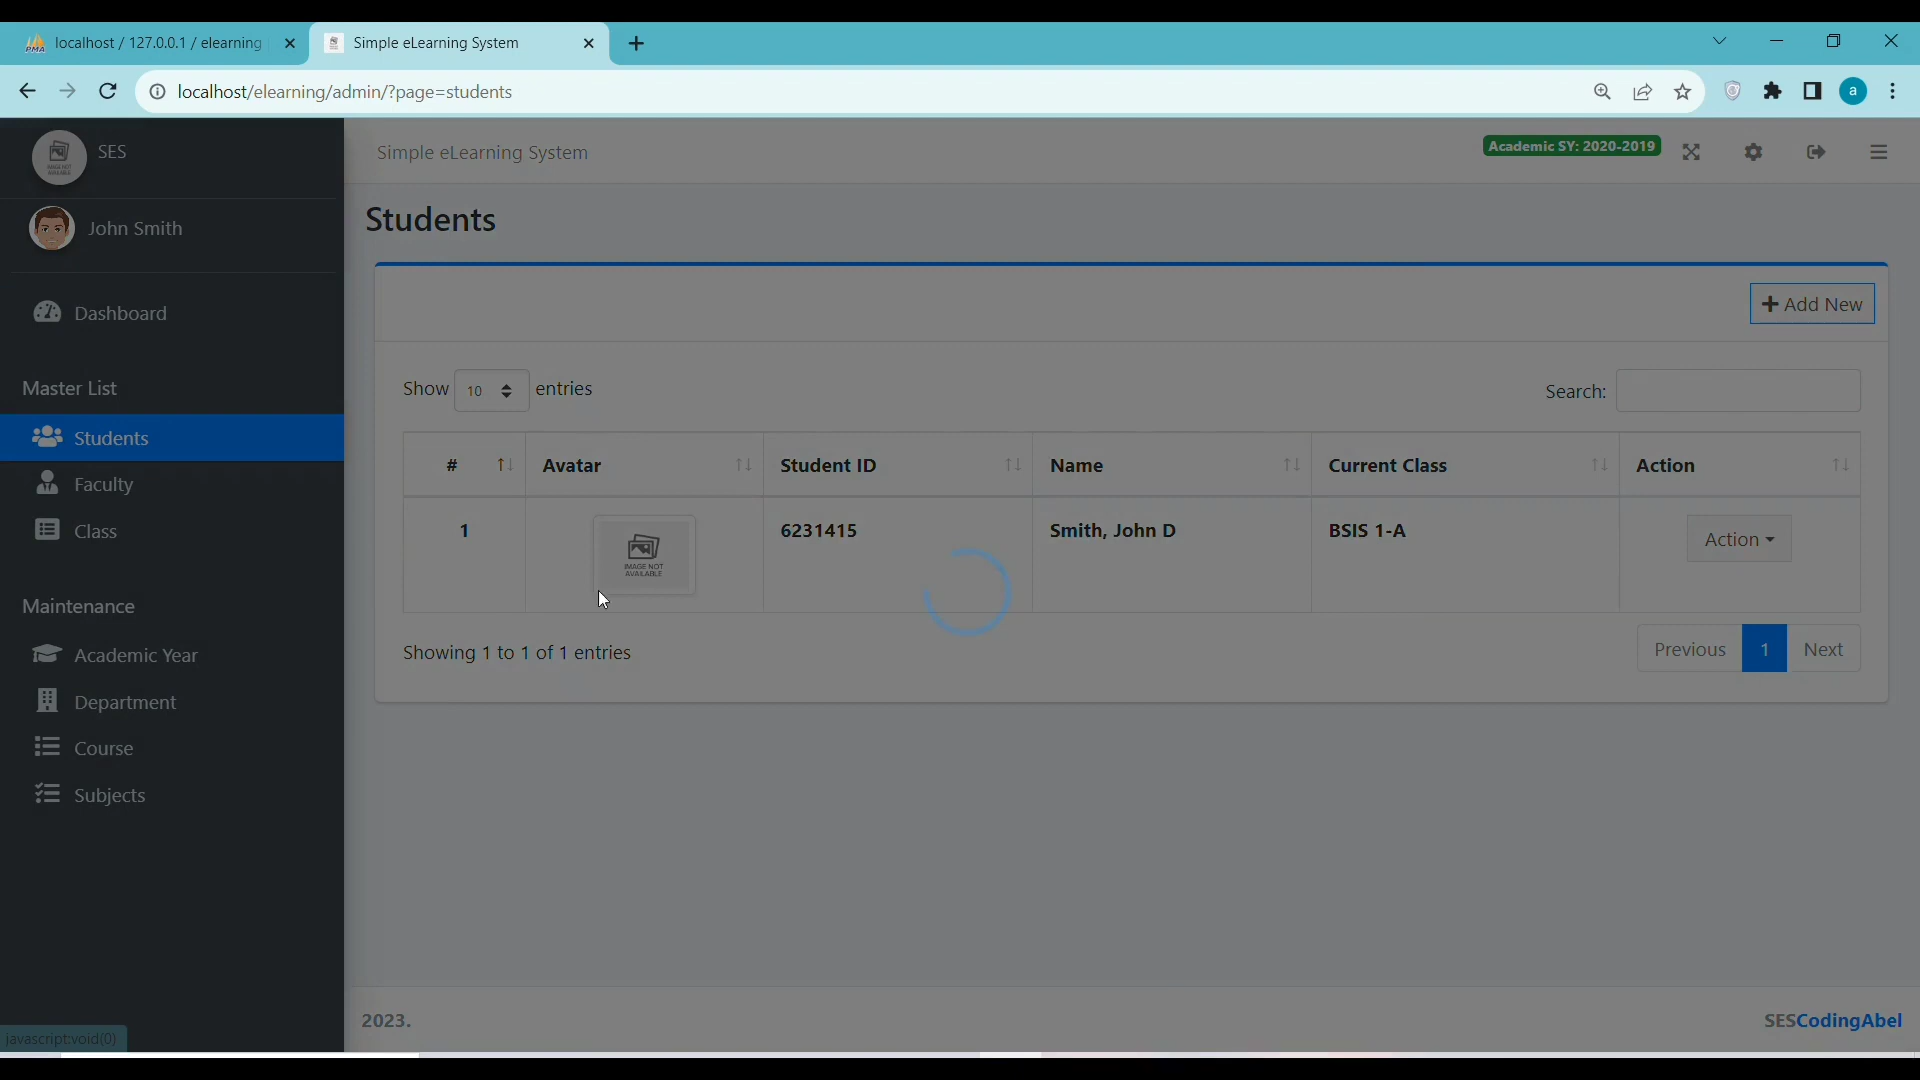 localhost / 127.0.0.1 / elearning
Simple eLearning System
localhost/elearning/admin/?page=students
a
SES
Simple eLearning System
Academic SY: 2020-2019
John Smith
Students
Dashboard
Add New
Master List
Show 10 entries
Search:
Students
Faculty
Class
# Avatar Student ID Name Current Class Action
1 6231415 Smith, John D BSIS 1-A Action
IMAGE NOT
AVAILABLE
Showing 1 to 1 of 1 entries
Previous 1 Next
Maintenance
Academic Year
Department
Course
Subjects
2023.
SESCodingAbel
javascript:void(0)